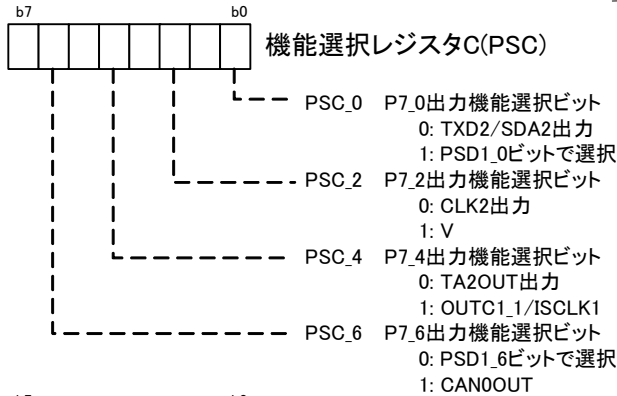 b7 b0
機能選択レジスタC(PSC)
PSC_0 P7_0出力機能選択ビット
0: TXD2/SDA2出力
1: PSD1_0ビットで選択
PSC_2 P7_2出力機能選択ビット
0: CLK2出力
1: V
PSC_4 P7_4出力機能選択ビット
0: TA2OUT出力
1: OUTC1_1/ISCLK1
PSC_6 P7_6出力機能選択ビット
0: PSD1_6ビットで選択
1: CAN0OUT